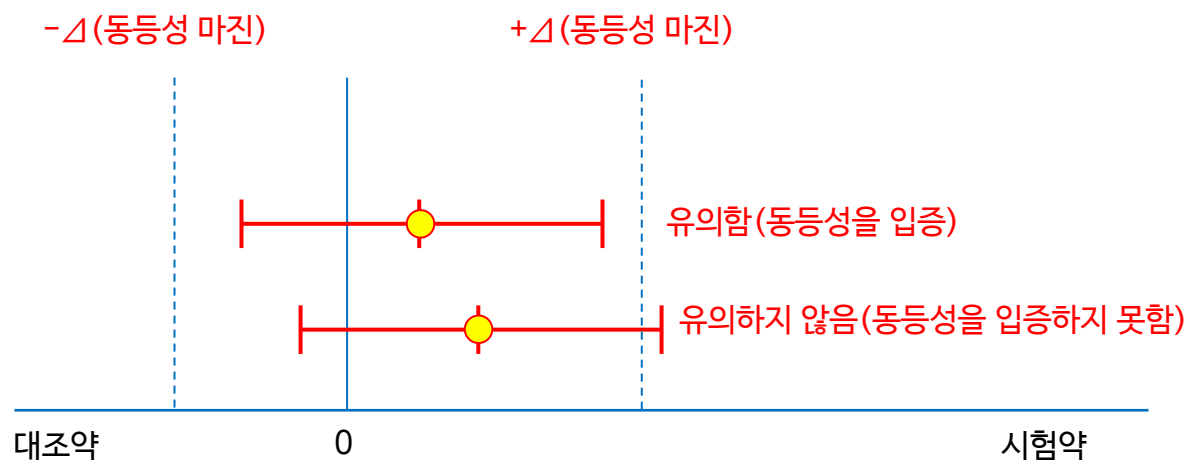 -⊿(동등성 마진)
+⊿(동등성 마진)
유의함(동등성을 입증)
유의하지 않음(동등성을 입증하지 못함)
대조약
0
시험약